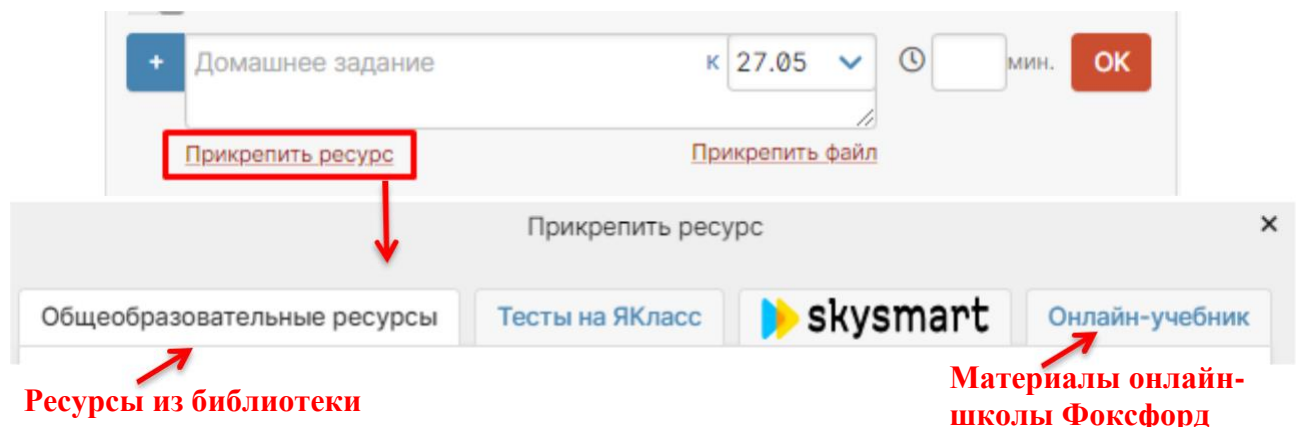 + Домашнее задание к 27.05 мин. ОК
Прикрепить ресурс Прикрепить файл
Прикрепить ресурс ×
Общеобразовательные ресурсы Тесты на ЯКласс skysmart Онлайн-учебник
Ресурсы из библиотеки
Материалы онлайн-
школы Фоксфорд